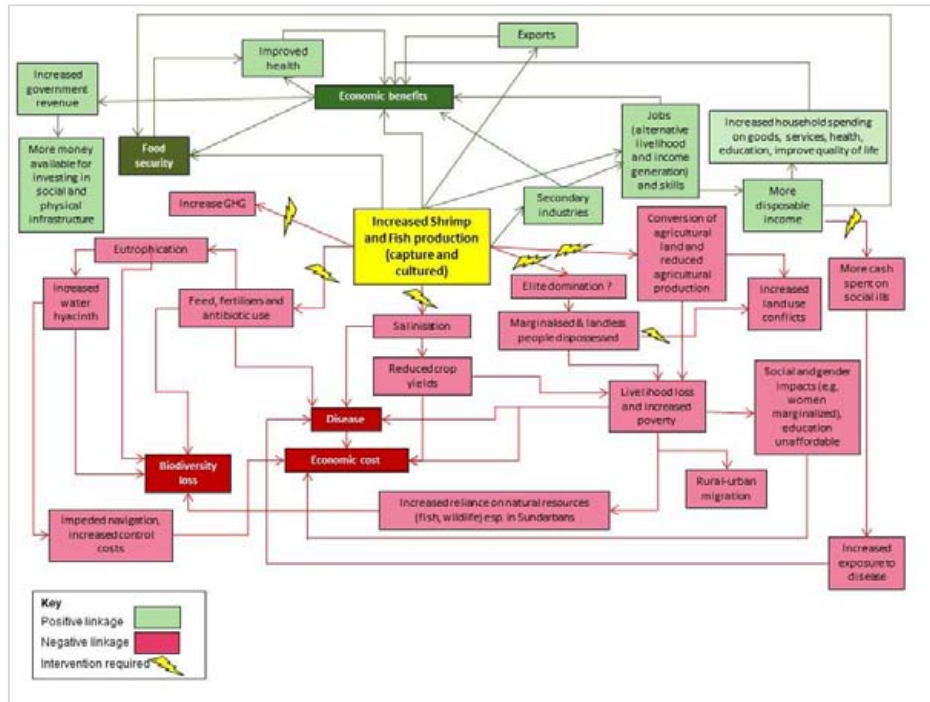 Exports
Improved
health
Increased
government
revenue
Economic benefits
Jobs
(alternative
livelihood
and income
generation)
and skills
Increased household spending
on goods, services, health,
education, improve quality of life
More money
available for
investing in
social and
physical
infrastructure
Food
security
Increase GHG
Secondary
industries
More
disposable
income
Increased Shrimp
and Fish production
(capture and
cultured)
Conversion of
agricultural
land and
reduced
agricultural
production
Eutrophication
Increased
water
hyacinth
Feed, fertilisers and
antibiotic use
Elite domination ?
Increased
land use
conflicts
More cash
spent on
social ills
Salinisation
Marginalised & landless
people dispossessed
Reduced crop
yields
Livelihood loss
and increased
poverty
Social and gender
impacts (e.g.
women
marginalized),
education
unaffordable
Disease
Economic cost
Biodiversity
loss
Rural-urban
migration
Increased reliance on natural resources
(fish, wildlife) esp. in Sundarbans
Impeded navigation,
increased control
costs
Increased
exposure to
disease
Key
Positive linkage
Negative linkage
Intervention required